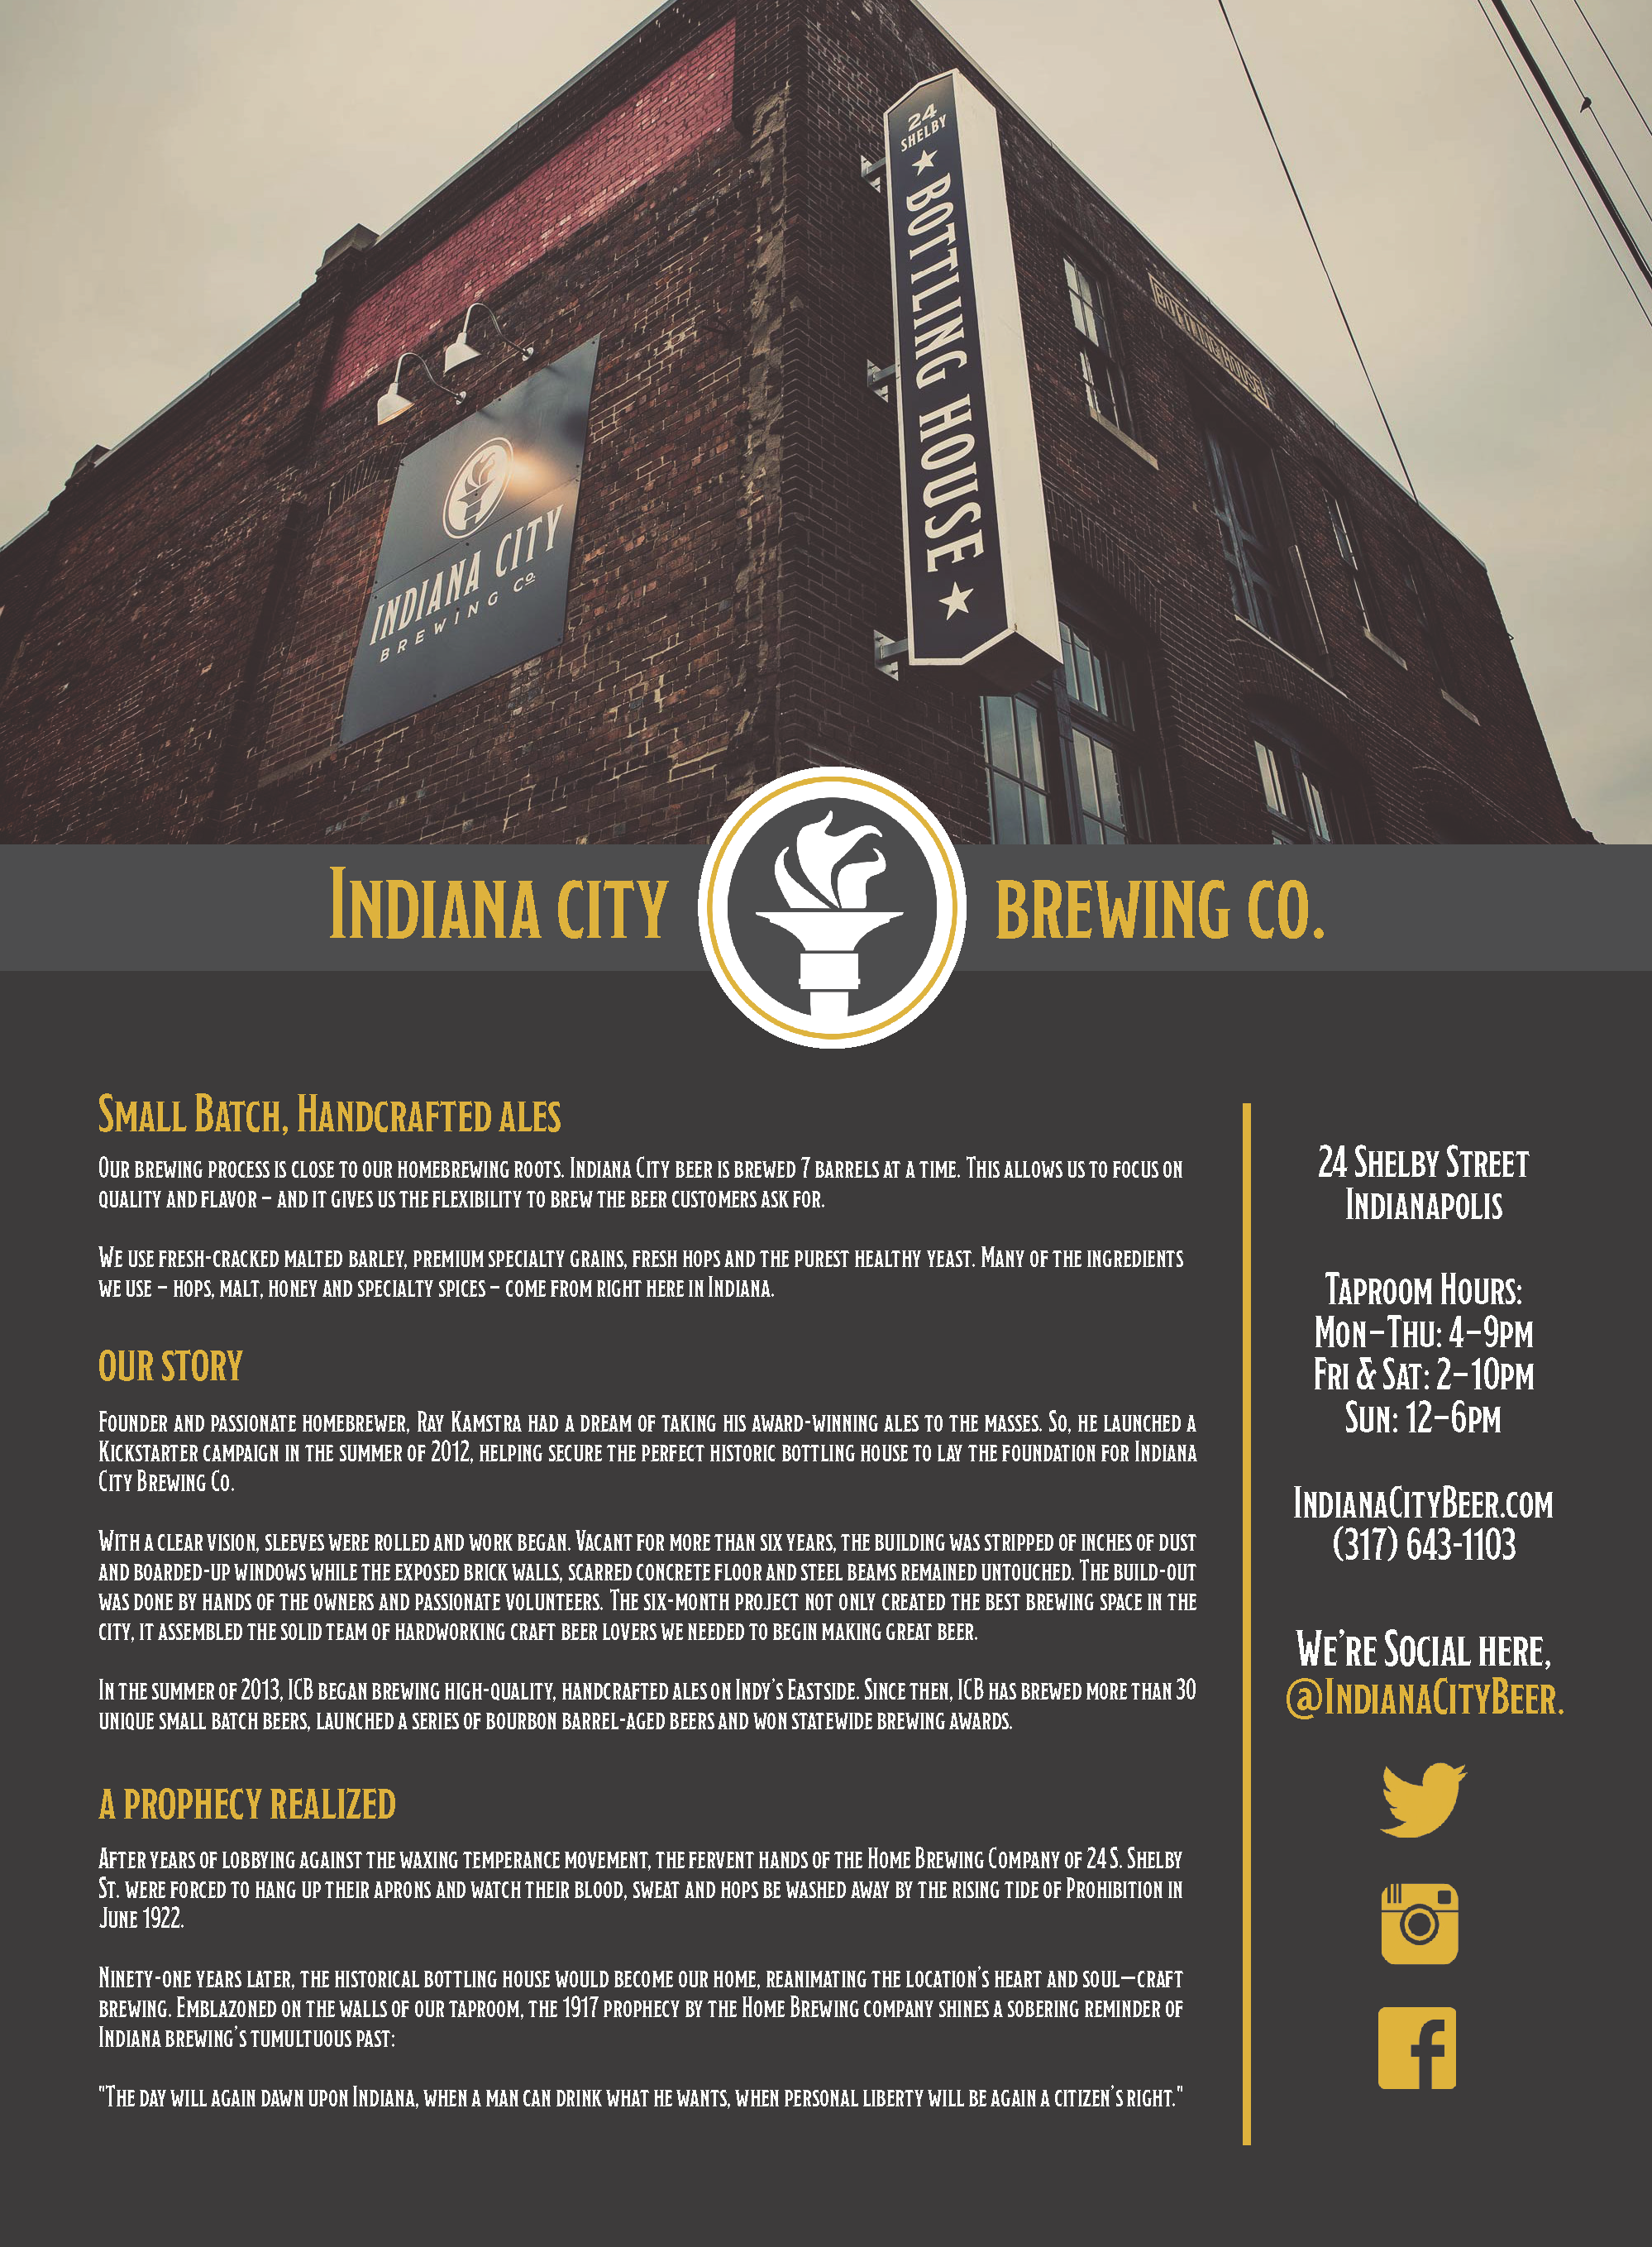 24
SHELBY
BOTTLING HOUSE
BOTTLING HOUSE
INDIANA CITY
BREWING Co
INDIANA CITY BREWING CO.
SMALL BATCH, HANDCRAFTED ALES
OUR BREWING PROCESS IS CLOSE TO OUR HOMEBREWING ROOTS. INDIANA CITY BEER IS BREWED 7 BARRELS AT A TIME. THIS ALLOWS US TO FOCUS ON
QUALITY AND FLAVOR – AND IT GIVES US THE FLEXIBILITY TO BREW THE BEER CUSTOMERS ASK FOR.
WE USE FRESH-CRACKED MALTED BARLEY, PREMIUM SPECIALTY GRAINS, FRESH HOPS AND THE PUREST HEALTHY YEAST. MANY OF THE INGREDIENTS
WE USE – HOPS, MALT, HONEY AND SPECIALTY SPICES – COME FROM RIGHT HERE IN INDIANA.
OUR STORY
FOUNDER AND PASSIONATE HOMEBREWER, RAY KAMSTRA HAD A DREAM OF TAKING HIS AWARD-WINNING ALES TO THE MASSES. SO, HE LAUNCHED A
KICKSTARTER CAMPAIGN IN THE SUMMER OF 2012, HELPING SECURE THE PERFECT HISTORIC BOTTLING HOUSE TO LAY THE FOUNDATION FOR INDIANA
CITY BREWING CO.
WITH A CLEAR VISION, SLEEVES WERE ROLLED AND WORK BEGAN. VACANT FOR MORE THAN SIX YEARS, THE BUILDING WAS STRIPPED OF INCHES OF DUST
AND BOARDED-UP WINDOWS WHILE THE EXPOSED BRICK WALLS, SCARRED CONCRETE FLOOR AND STEEL BEAMS REMAINED UNTOUCHED. THE BUILD-OUT
WAS DONE BY HANDS OF THE OWNERS AND PASSIONATE VOLUNTEERS. THE SIX-MONTH PROJECT NOT ONLY CREATED THE BEST BREWING SPACE IN THE
CITY, IT ASSEMBLED THE SOLID TEAM OF HARDWORKING CRAFT BEER LOVERS WE NEEDED TO BEGIN MAKING GREAT BEER.
IN THE SUMMER OF 2013, ICB BEGAN BREWING HIGH-QUALITY, HANDCRAFTED ALES ON INDY'S EASTSIDE. SINCE THEN, ICB HAS BREWED MORE THAN 30
UNIQUE SMALL BATCH BEERS, LAUNCHED A SERIES OF BOURBON BARREL-AGED BEERS AND WON STATEWIDE BREWING AWARDS.
A PROPHECY REALIZED
AFTER YEARS OF LOBBYING AGAINST THE WAXING TEMPERANCE MOVEMENT, THE FERVENT HANDS OF THE HOME BREWING COMPANY OF 24 S. SHELBY
ST. WERE FORCED TO HANG UP THEIR APRONS AND WATCH THEIR BLOOD, SWEAT AND HOPS BE WASHED AWAY BY THE RISING TIDE OF PROHIBITION IN
JUNE 1922.
NINETY-ONE YEARS LATER, THE HISTORICAL BOTTLING HOUSE WOULD BECOME OUR HOME, REANIMATING THE LOCATION'S HEART AND SOUL—CRAFT
BREWING. EMBLAZONED ON THE WALLS OF OUR TAPROOM, THE 1917 PROPHECY BY THE HOME BREWING COMPANY SHINES A SOBERING REMINDER OF
INDIANA BREWING'S TUMULTUOUS PAST:
"THE DAY WILL AGAIN DAWN UPON INDIANA, WHEN A MAN CAN DRINK WHAT HE WANTS, WHEN PERSONAL LIBERTY WILL BE AGAIN A CITIZEN'S RIGHT."
24 SHELBY STREET
INDIANAPOLIS
TAPROOM HOURS:
MON–THU: 4–9PM
FRI & SAT: 2–10PM
SUN: 12–6PM
INDIANACITYBEER.COM
(317) 643-1103
WE'RE SOCIAL HERE,
@INDIANACITYBEER.